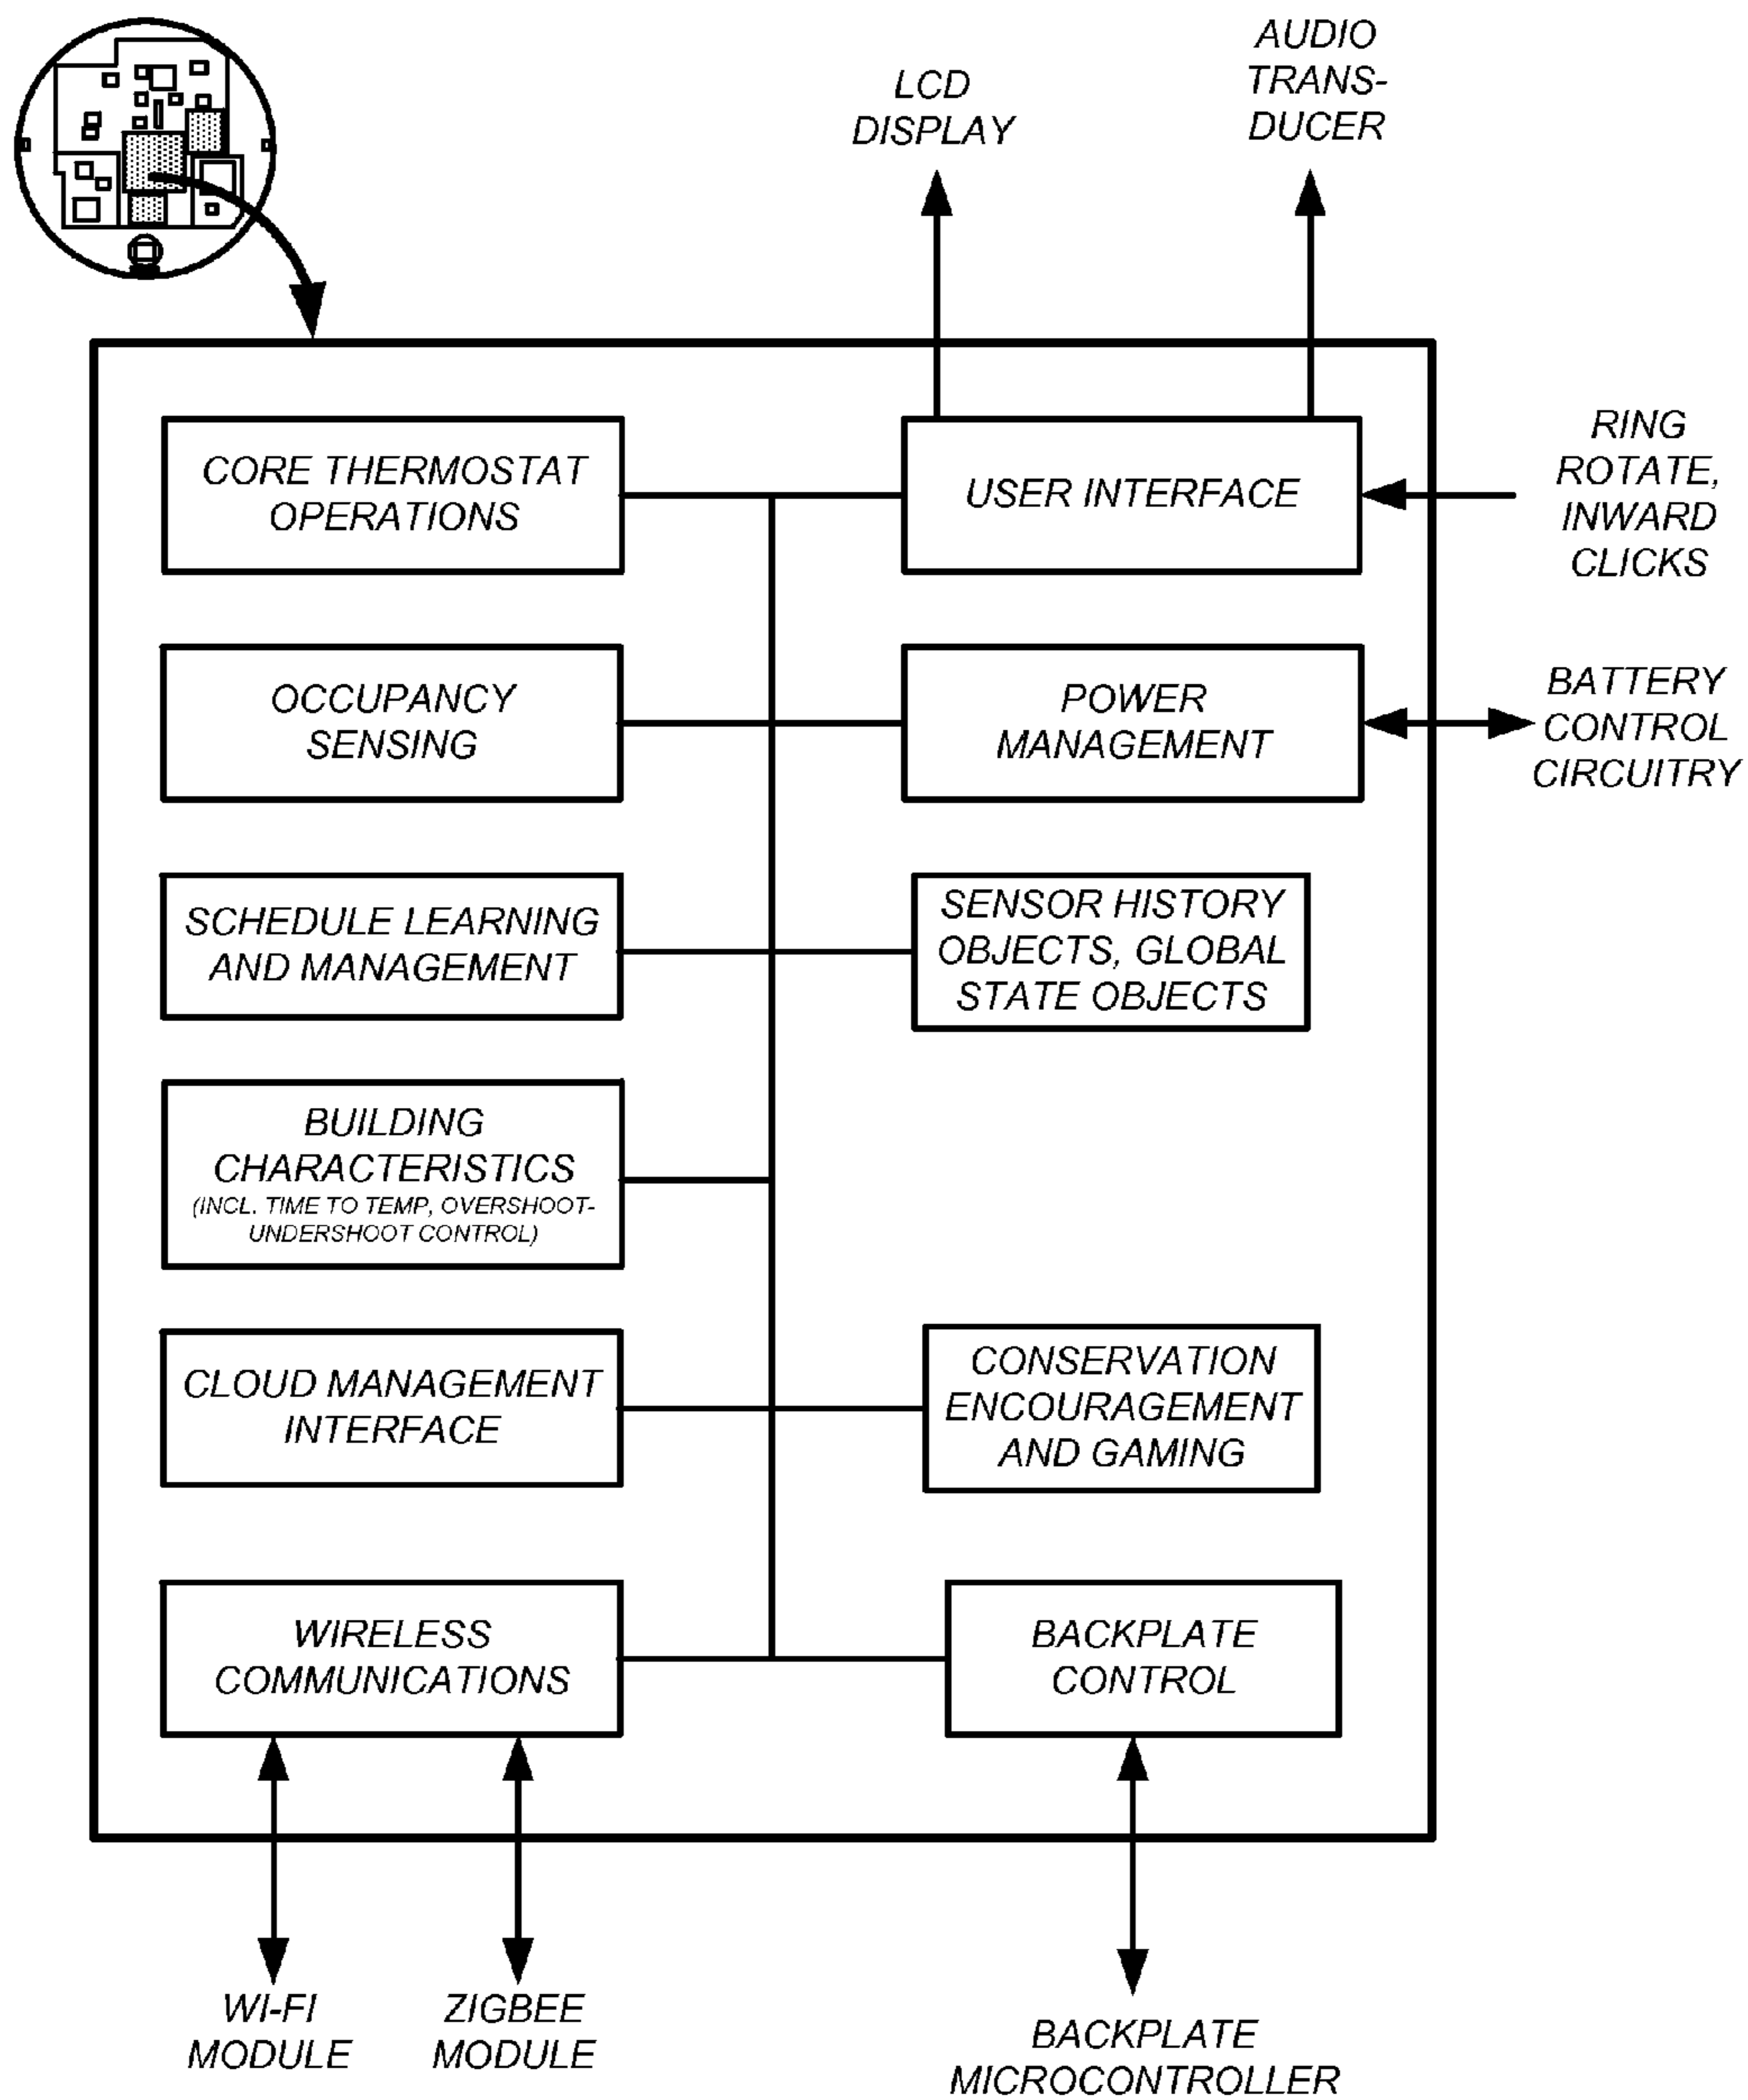 LCD
DISPLAY
AUDIO
TRANS-
DUCER
CORE THERMOSTAT
OPERATIONS
USER INTERFACE
RING
ROTATE,
INWARD
CLICKS
OCCUPANCY
SENSING
POWER
MANAGEMENT
BATTERY
CONTROL
CIRCUITRY
SCHEDULE LEARNING
AND MANAGEMENT
SENSOR HISTORY
OBJECTS, GLOBAL
STATE OBJECTS
BUILDING
CHARACTERISTICS
(INCL. TIME TO TEMP, OVERSHOOT-
UNDERSHOOT CONTROL)
CLOUD MANAGEMENT
INTERFACE
CONSERVATION
ENCOURAGEMENT
AND GAMING
WIRELESS
COMMUNICATIONS
BACKPLATE
CONTROL
WI-FI
MODULE
ZIGBEE
MODULE
BACKPLATE
MICROCONTROLLER